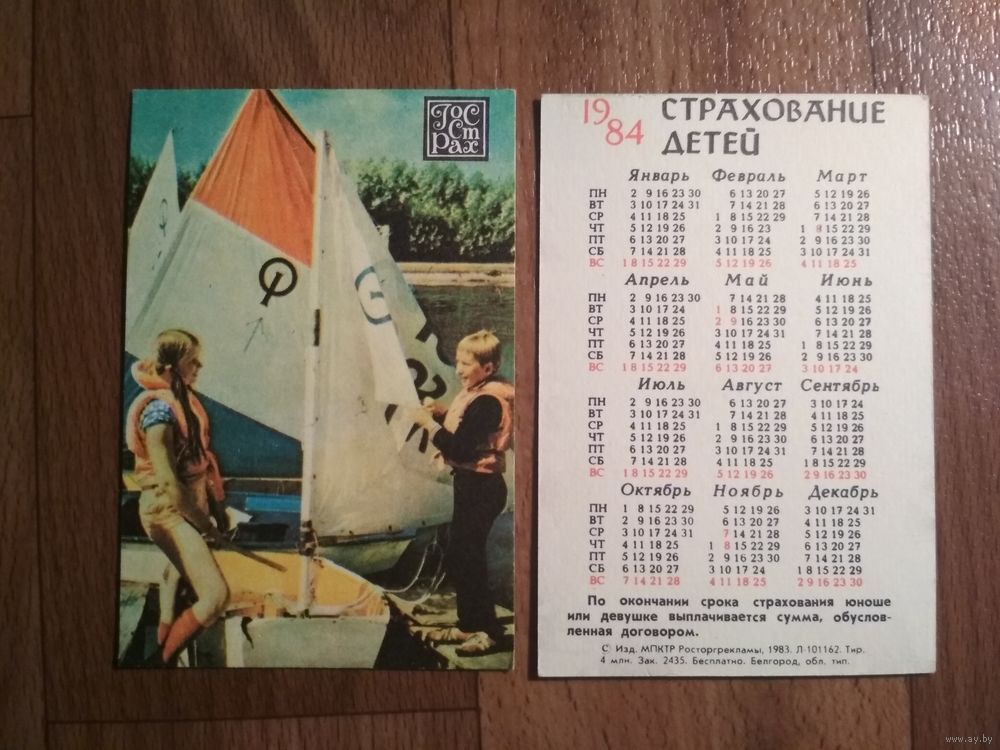 Гос
Ст
Рах
1984 СТРАХОВАНИЕ
ДЕТЕЙ
Январь Февраль Март
ПН 2 9 16 23 30 6 13 20 27 5 12 19 26
ВТ 3 10 17 24 31 7 14 21 28 6 13 20 27
СР 4 11 18 25 1 8 15 22 29 7 14 21 28
ЧТ 5 12 19 26 2 9 16 23 1 8 15 22 29
ПТ 6 13 20 27 3 10 17 24 2 9 16 23 30
СБ 7 14 21 28 4 11 18 25 3 10 17 24 31
ВС 1 8 15 22 29 5 12 19 26 4 11 18 25
Апрель Май Июнь
ПН 2 9 16 23 30 7 14 21 28 4 11 18 25
ВТ 3 10 17 24 1 8 15 22 29 5 12 19 26
СР 4 11 18 25 2 9 16 23 30 6 13 20 27
ЧТ 5 12 19 26 3 10 17 24 31 7 14 21 28
ПТ 6 13 20 27 4 11 18 25 1 8 15 22 29
СБ 7 14 21 28 5 12 19 26 2 9 16 23 30
ВС 1 8 15 22 29 6 13 20 27 3 10 17 24
Июль Август Сентябрь
ПН 2 9 16 23 30 6 13 20 27 3 10 17 24
ВТ 3 10 17 24 31 7 14 21 28 4 11 18 25
СР 4 11 18 25 1 8 15 22 29 5 12 19 26
ЧТ 5 12 19 26 2 9 16 23 30 6 13 20 27
ПТ 6 13 20 27 3 10 17 24 31 7 14 21 28
СБ 7 14 21 28 4 11 18 25 1 8 15 22 29
ВС 1 8 15 22 29 5 12 19 26 2 9 16 23 30
Октябрь Ноябрь Декабрь
ПН 1 8 15 22 29 5 12 19 26 3 10 17 24 31
ВТ 2 9 16 23 30 6 13 20 27 4 11 18 25
СР 3 10 17 24 31 7 14 21 28 5 12 19 26
ЧТ 4 11 18 25 1 8 15 22 29 6 13 20 27
ПТ 5 12 19 26 2 9 16 23 30 7 14 21 28
СБ 6 13 20 27 3 10 17 24 1 8 15 22 29
ВС 7 14 21 28 4 11 18 25 2 9 16 23 30
По окончании срока страхования юноше
или девушке выплачивается сумма, обуслов-
ленная договором.
© Изд. МПКТР Росторгрекламы, 1983. Л-101162. Тир.
4 млн. Зак. 2435. Бесплатно. Белгород, обл. тип.
www.ay.by